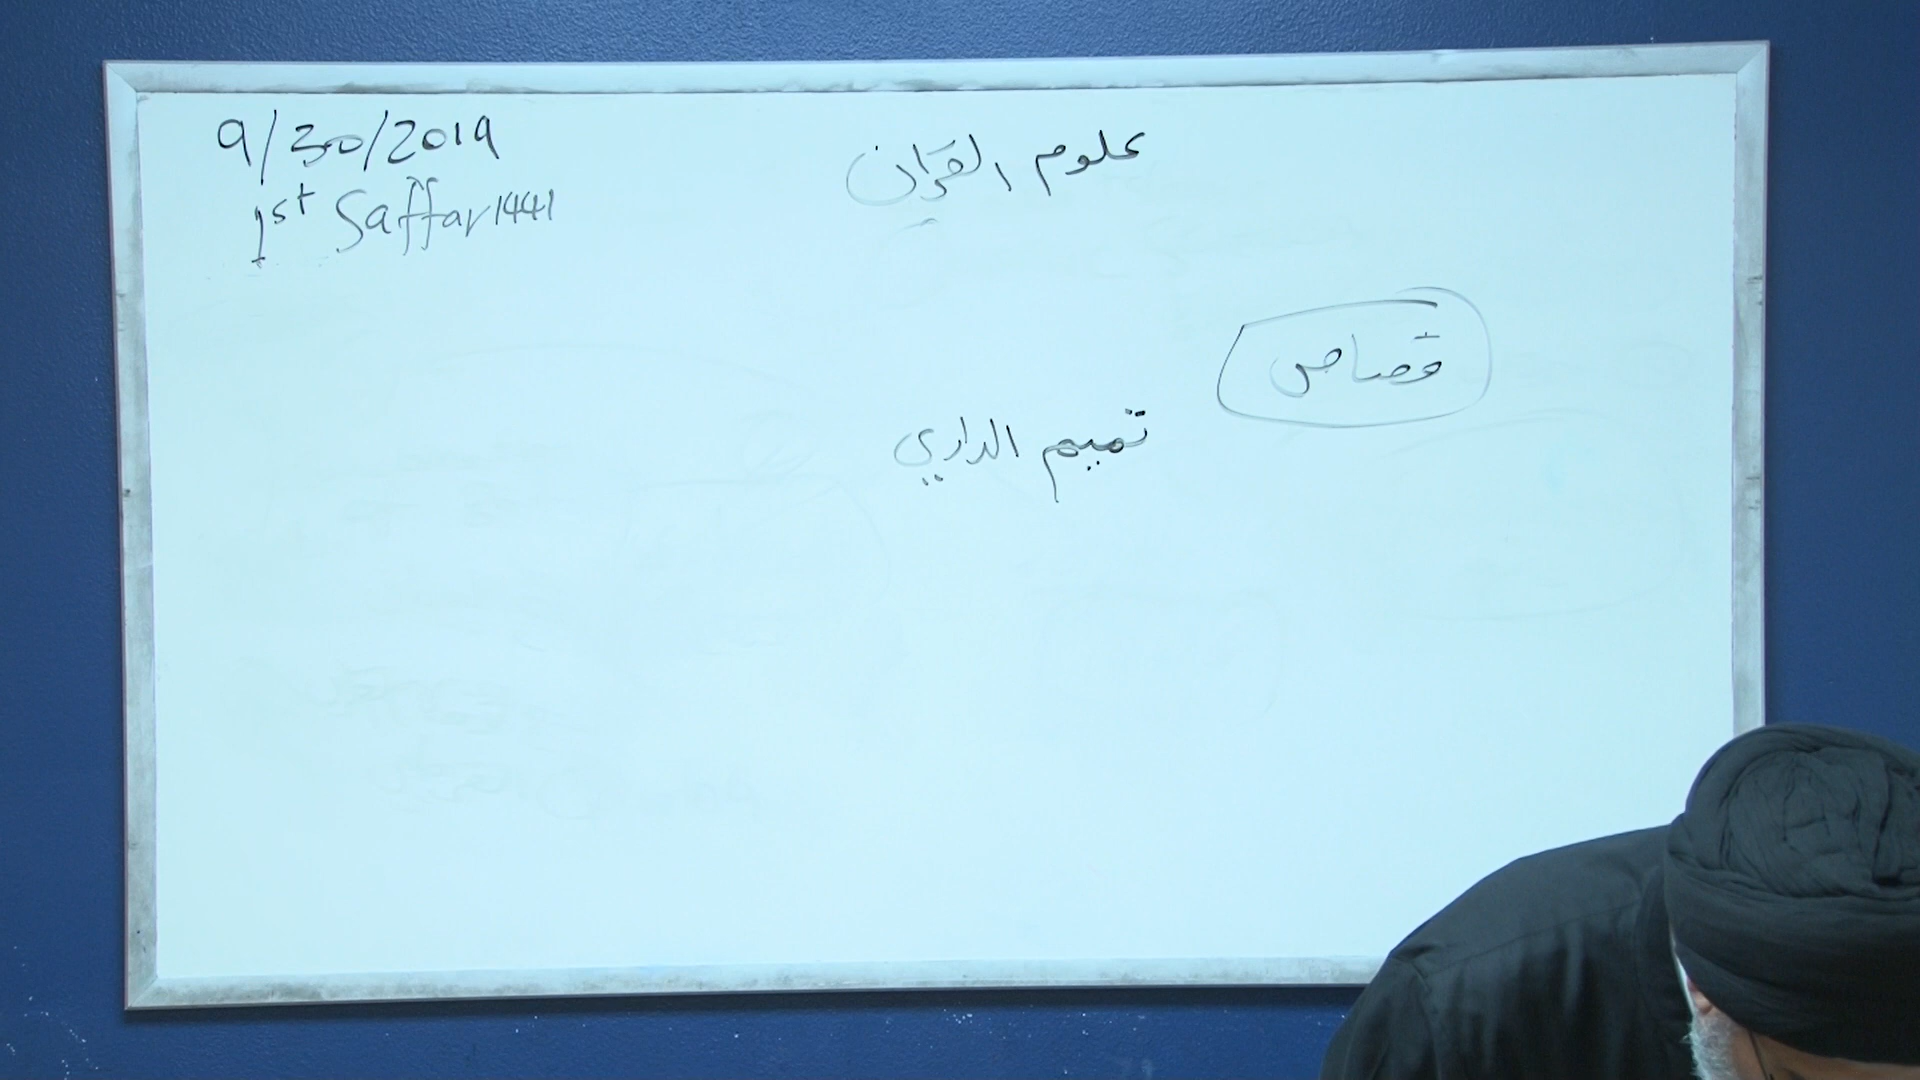 9/30/2019
1st Saffar 1441
علوم القرآن
قصاص
تميم الداري